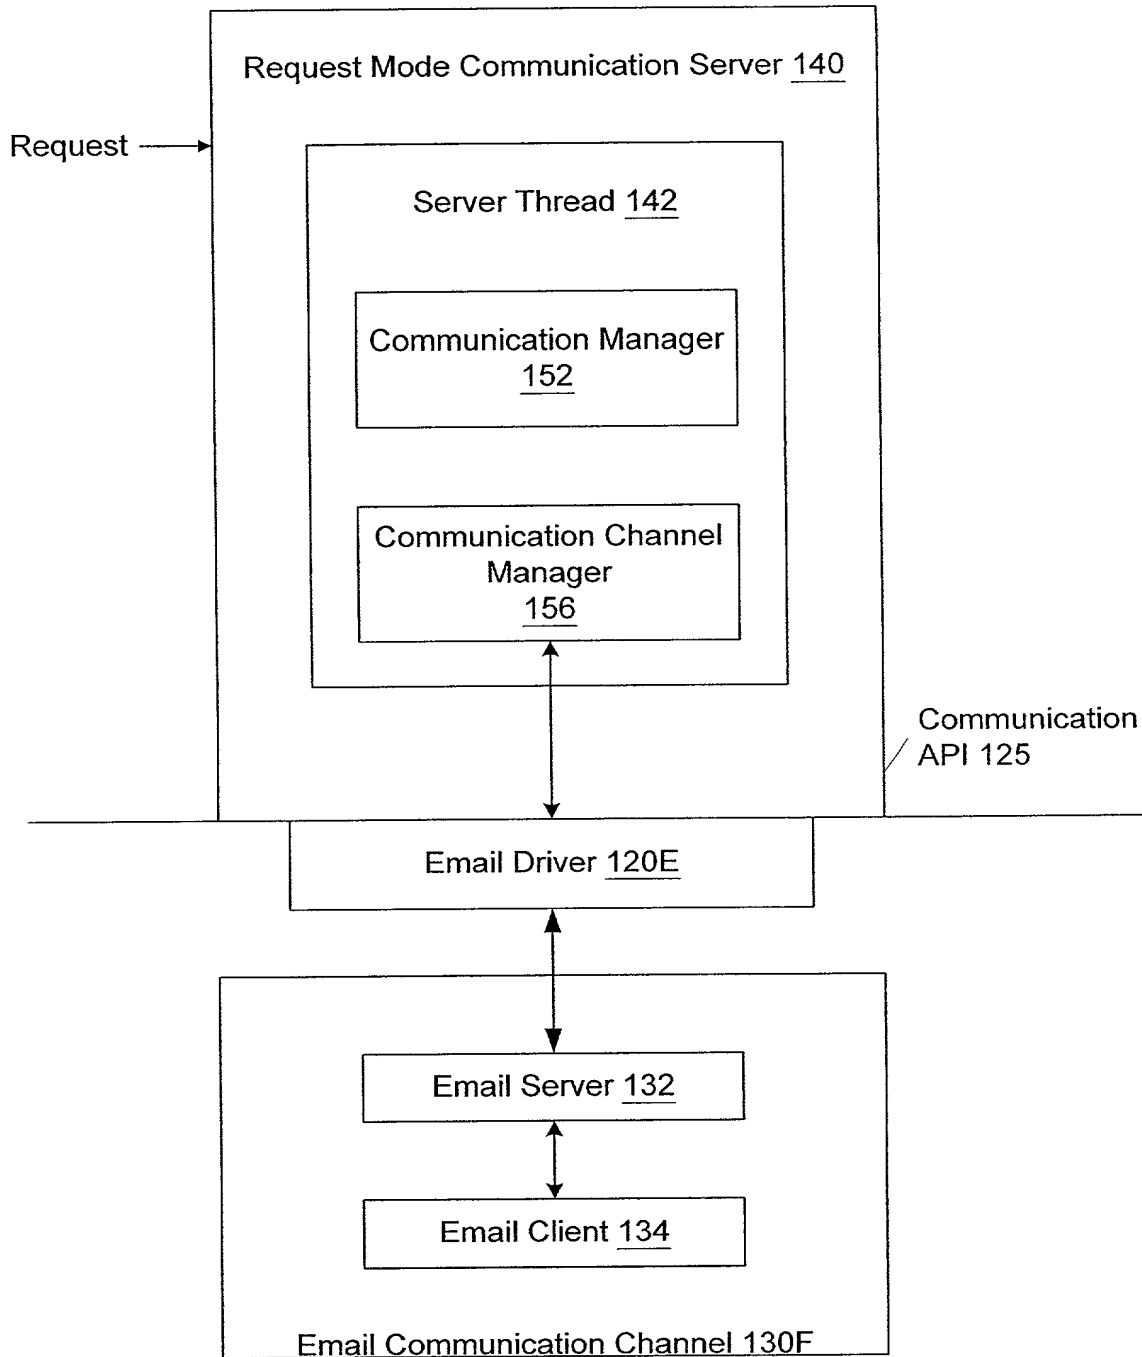 Request Mode Communication Server 140
Request
Server Thread 142
Communication Manager
152
Communication Channel
Manager
156
Communication
API 125
Email Driver 120E
Email Server 132
Email Client 134
Email Communication Channel 130F